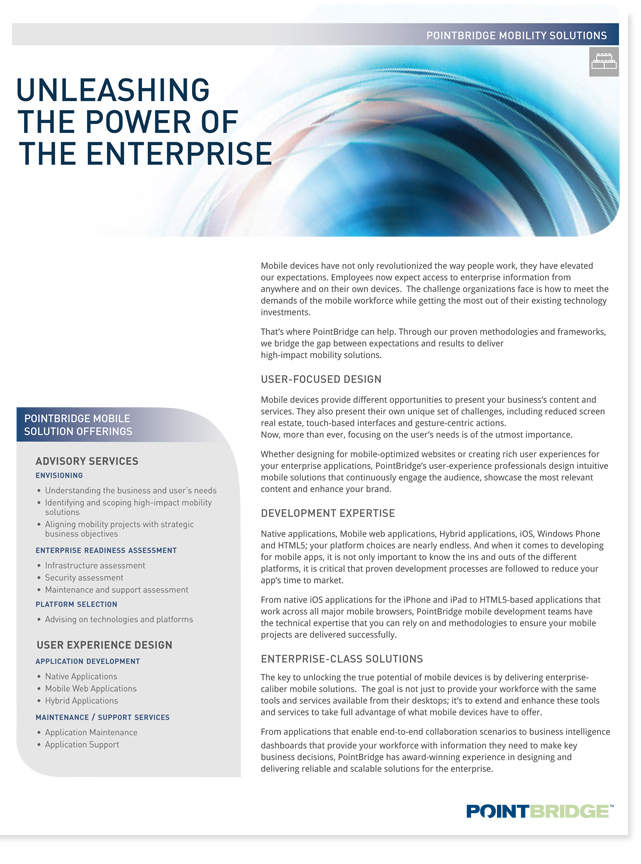 POINTBRIDGE MOBILITY SOLUTIONS
UNLEASHING
THE POWER OF
THE ENTERPRISE
Mobile devices have not only revolutionized the way people work, they have elevated
our expectations. Employees now expect access to enterprise information from
anywhere and on their own devices.  The challenge organizations face is how to meet the
demands of the mobile workforce while getting the most out of their existing technology
investments.
That's where PointBridge can help. Through our proven methodologies and frameworks,
we bridge the gap between expectations and results to deliver
high-impact mobility solutions.
USER-FOCUSED DESIGN
Mobile devices provide different opportunities to present your business's content and
services. They also present their own unique set of challenges, including reduced screen
real estate, touch-based interfaces and gesture-centric actions.
Now, more than ever, focusing on the user's needs is of the utmost importance.
Whether designing for mobile-optimized websites or creating rich user experiences for
your enterprise applications, PointBridge's user-experience professionals design intuitive
mobile solutions that continuously engage the audience, showcase the most relevant
content and enhance your brand.
DEVELOPMENT EXPERTISE
Native applications, Mobile web applications, Hybrid applications, iOS, Windows Phone
and HTML5; your platform choices are nearly endless. And when it comes to developing
for mobile apps, it is not only important to know the ins and outs of the different
platforms, it is critical that proven development processes are followed to reduce your
app's time to market.
From native iOS applications for the iPhone and iPad to HTML5-based applications that
work across all major mobile browsers, PointBridge mobile development teams have
the technical expertise that you can rely on and methodologies to ensure your mobile
projects are delivered successfully.
ENTERPRISE-CLASS SOLUTIONS
The key to unlocking the true potential of mobile devices is by delivering enterprise-
caliber mobile solutions.  The goal is not just to provide your workforce with the same
tools and services available from their desktops; it's to extend and enhance these tools
and services to take full advantage of what mobile devices have to offer.
From applications that enable end-to-end collaboration scenarios to business intelligence
dashboards that provide your workforce with information they need to make key
business decisions, PointBridge has award-winning experience in designing and
delivering reliable and scalable solutions for the enterprise.
POINTBRIDGE MOBILE
SOLUTION OFFERINGS
ADVISORY SERVICES
ENVISIONING
• Understanding the business and user's needs
• Identifying and scoping high-impact mobility
solutions
• Aligning mobility projects with strategic
business objectives
ENTERPRISE READINESS ASSESSMENT
• Infrastructure assessment
• Security assessment
• Maintenance and support assessment
PLATFORM SELECTION
• Advising on technologies and platforms
USER EXPERIENCE DESIGN
APPLICATION DEVELOPMENT
• Native Applications
• Mobile Web Applications
• Hybrid Applications
MAINTENANCE / SUPPORT SERVICES
• Application Maintenance
• Application Support
POINTBRIDGE™